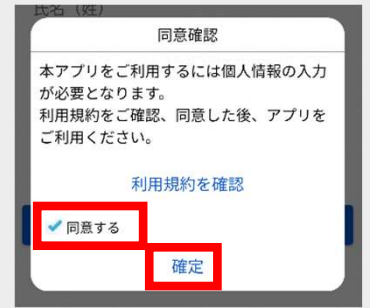 氏名（姓）
同意確認
本アプリをご利用するには個人情報の入力
が必要となります。
利用規約をご確認、同意した後、アプリを
ご利用ください。
利用規約を確認
同意する
確定